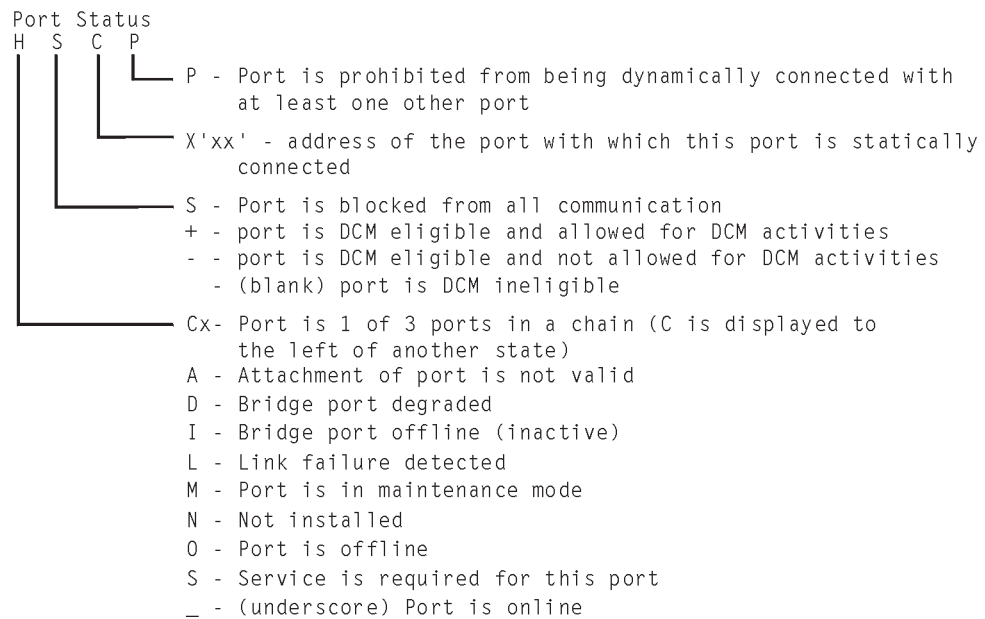 Port Status
H S C P
P - Port is prohibited from being dynamically connected with
at least one other port
X'xx' - address of the port with which this port is statically
connected
S - Port is blocked from all communication
+ - port is DCM eligible and allowed for DCM activities
- - port is DCM eligible and not allowed for DCM activities
- (blank) port is DCM ineligible
Cx- Port is 1 of 3 ports in a chain (C is displayed to
the left of another state)
A - Attachment of port is not valid
D - Bridge port degraded
I - Bridge port offline (inactive)
L - Link failure detected
M - Port is in maintenance mode
N - Not installed
O - Port is offline
S - Service is required for this port
_ - (underscore) Port is online